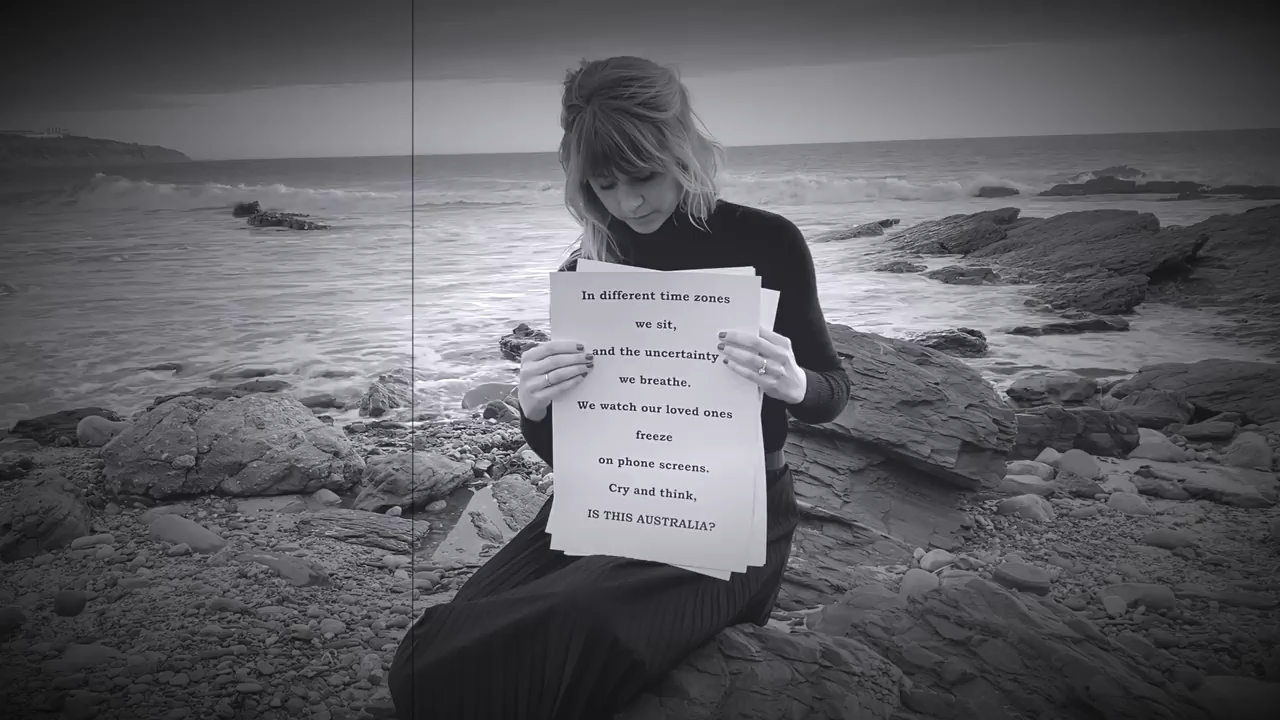 In different time zones
we sit,
and the uncertainty
we breathe.
We watch our loved ones
freeze
on phone screens.
Cry and think,
IS THIS AUSTRALIA?